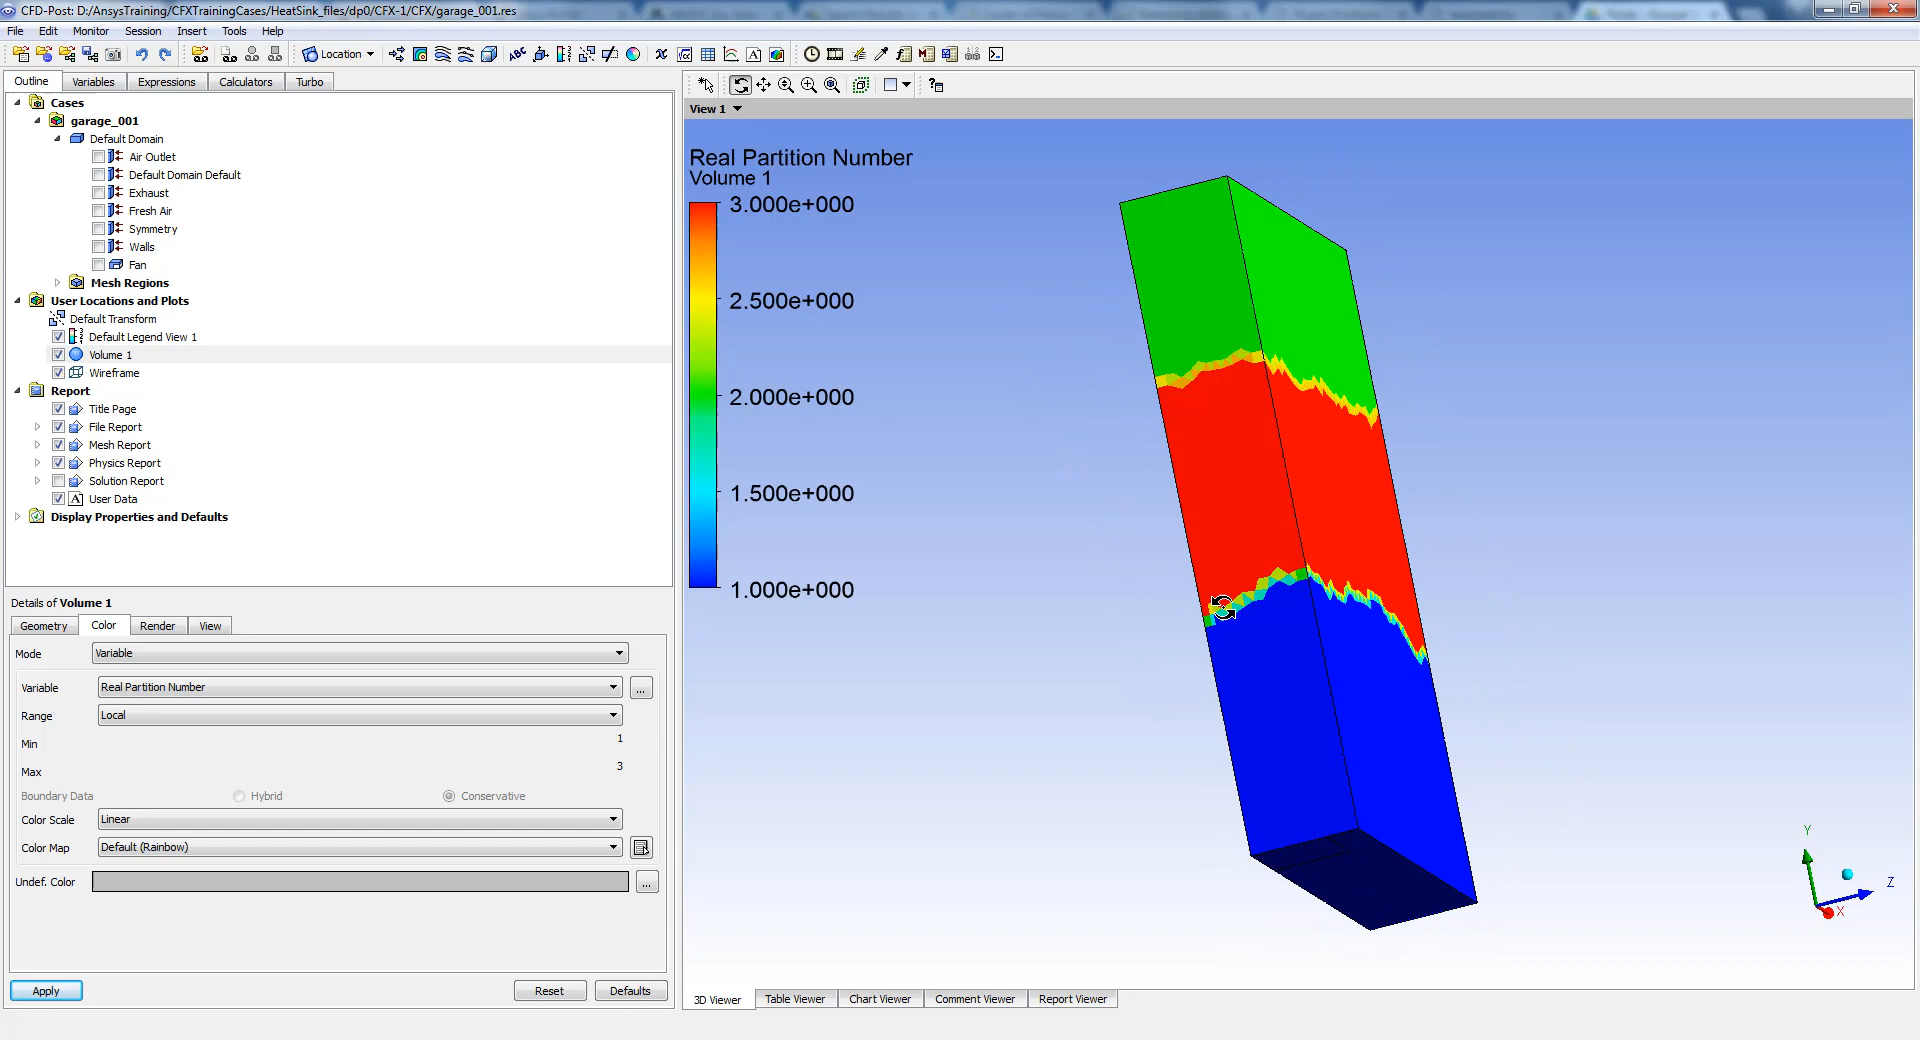 CFD-Post: D:/AnsysTraining/CFXTrainingCases/HeatSink_files/dp0/CFX-1/CFX/garage_001.res
File Edit Monitor Session Insert Tools Help
Location
Outline Variables Expressions Calculators Turbo
Cases
garage_001
Default Domain
Air Outlet
Default Domain Default
Exhaust
Fresh Air
Symmetry
Walls
Fan
Mesh Regions
User Locations and Plots
Default Transform
Default Legend View 1
Volume 1
Wireframe
Report
Title Page
File Report
Mesh Report
Physics Report
Solution Report
User Data
Display Properties and Defaults
Details of Volume 1
Geometry Color Render View
Mode Variable
Variable Real Partition Number ...
Range Local
Min 1
Max 3
Boundary Data Hybrid Conservative
Color Scale Linear
Color Map Default (Rainbow)
Undef. Color ...
Apply Reset Defaults
View 1
Real Partition Number
Volume 1
3.000e+000
2.500e+000
2.000e+000
1.500e+000
1.000e+000
Y
Z
X
3D Viewer Table Viewer Chart Viewer Comment Viewer Report Viewer